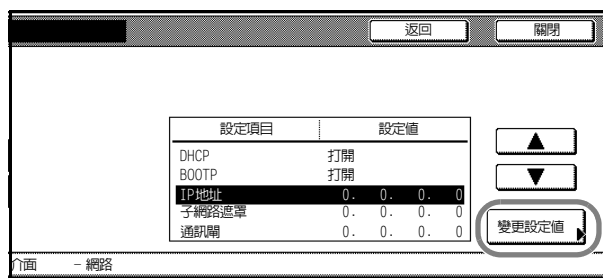 返回 關閉
設定項目 設定值
DHCP 打開
BOOTP 打開
IP地址 0. 0. 0. 0
子網路遮罩 0. 0. 0. 0
通訊閘 0. 0. 0. 0
變更設定值
介面 - 網路